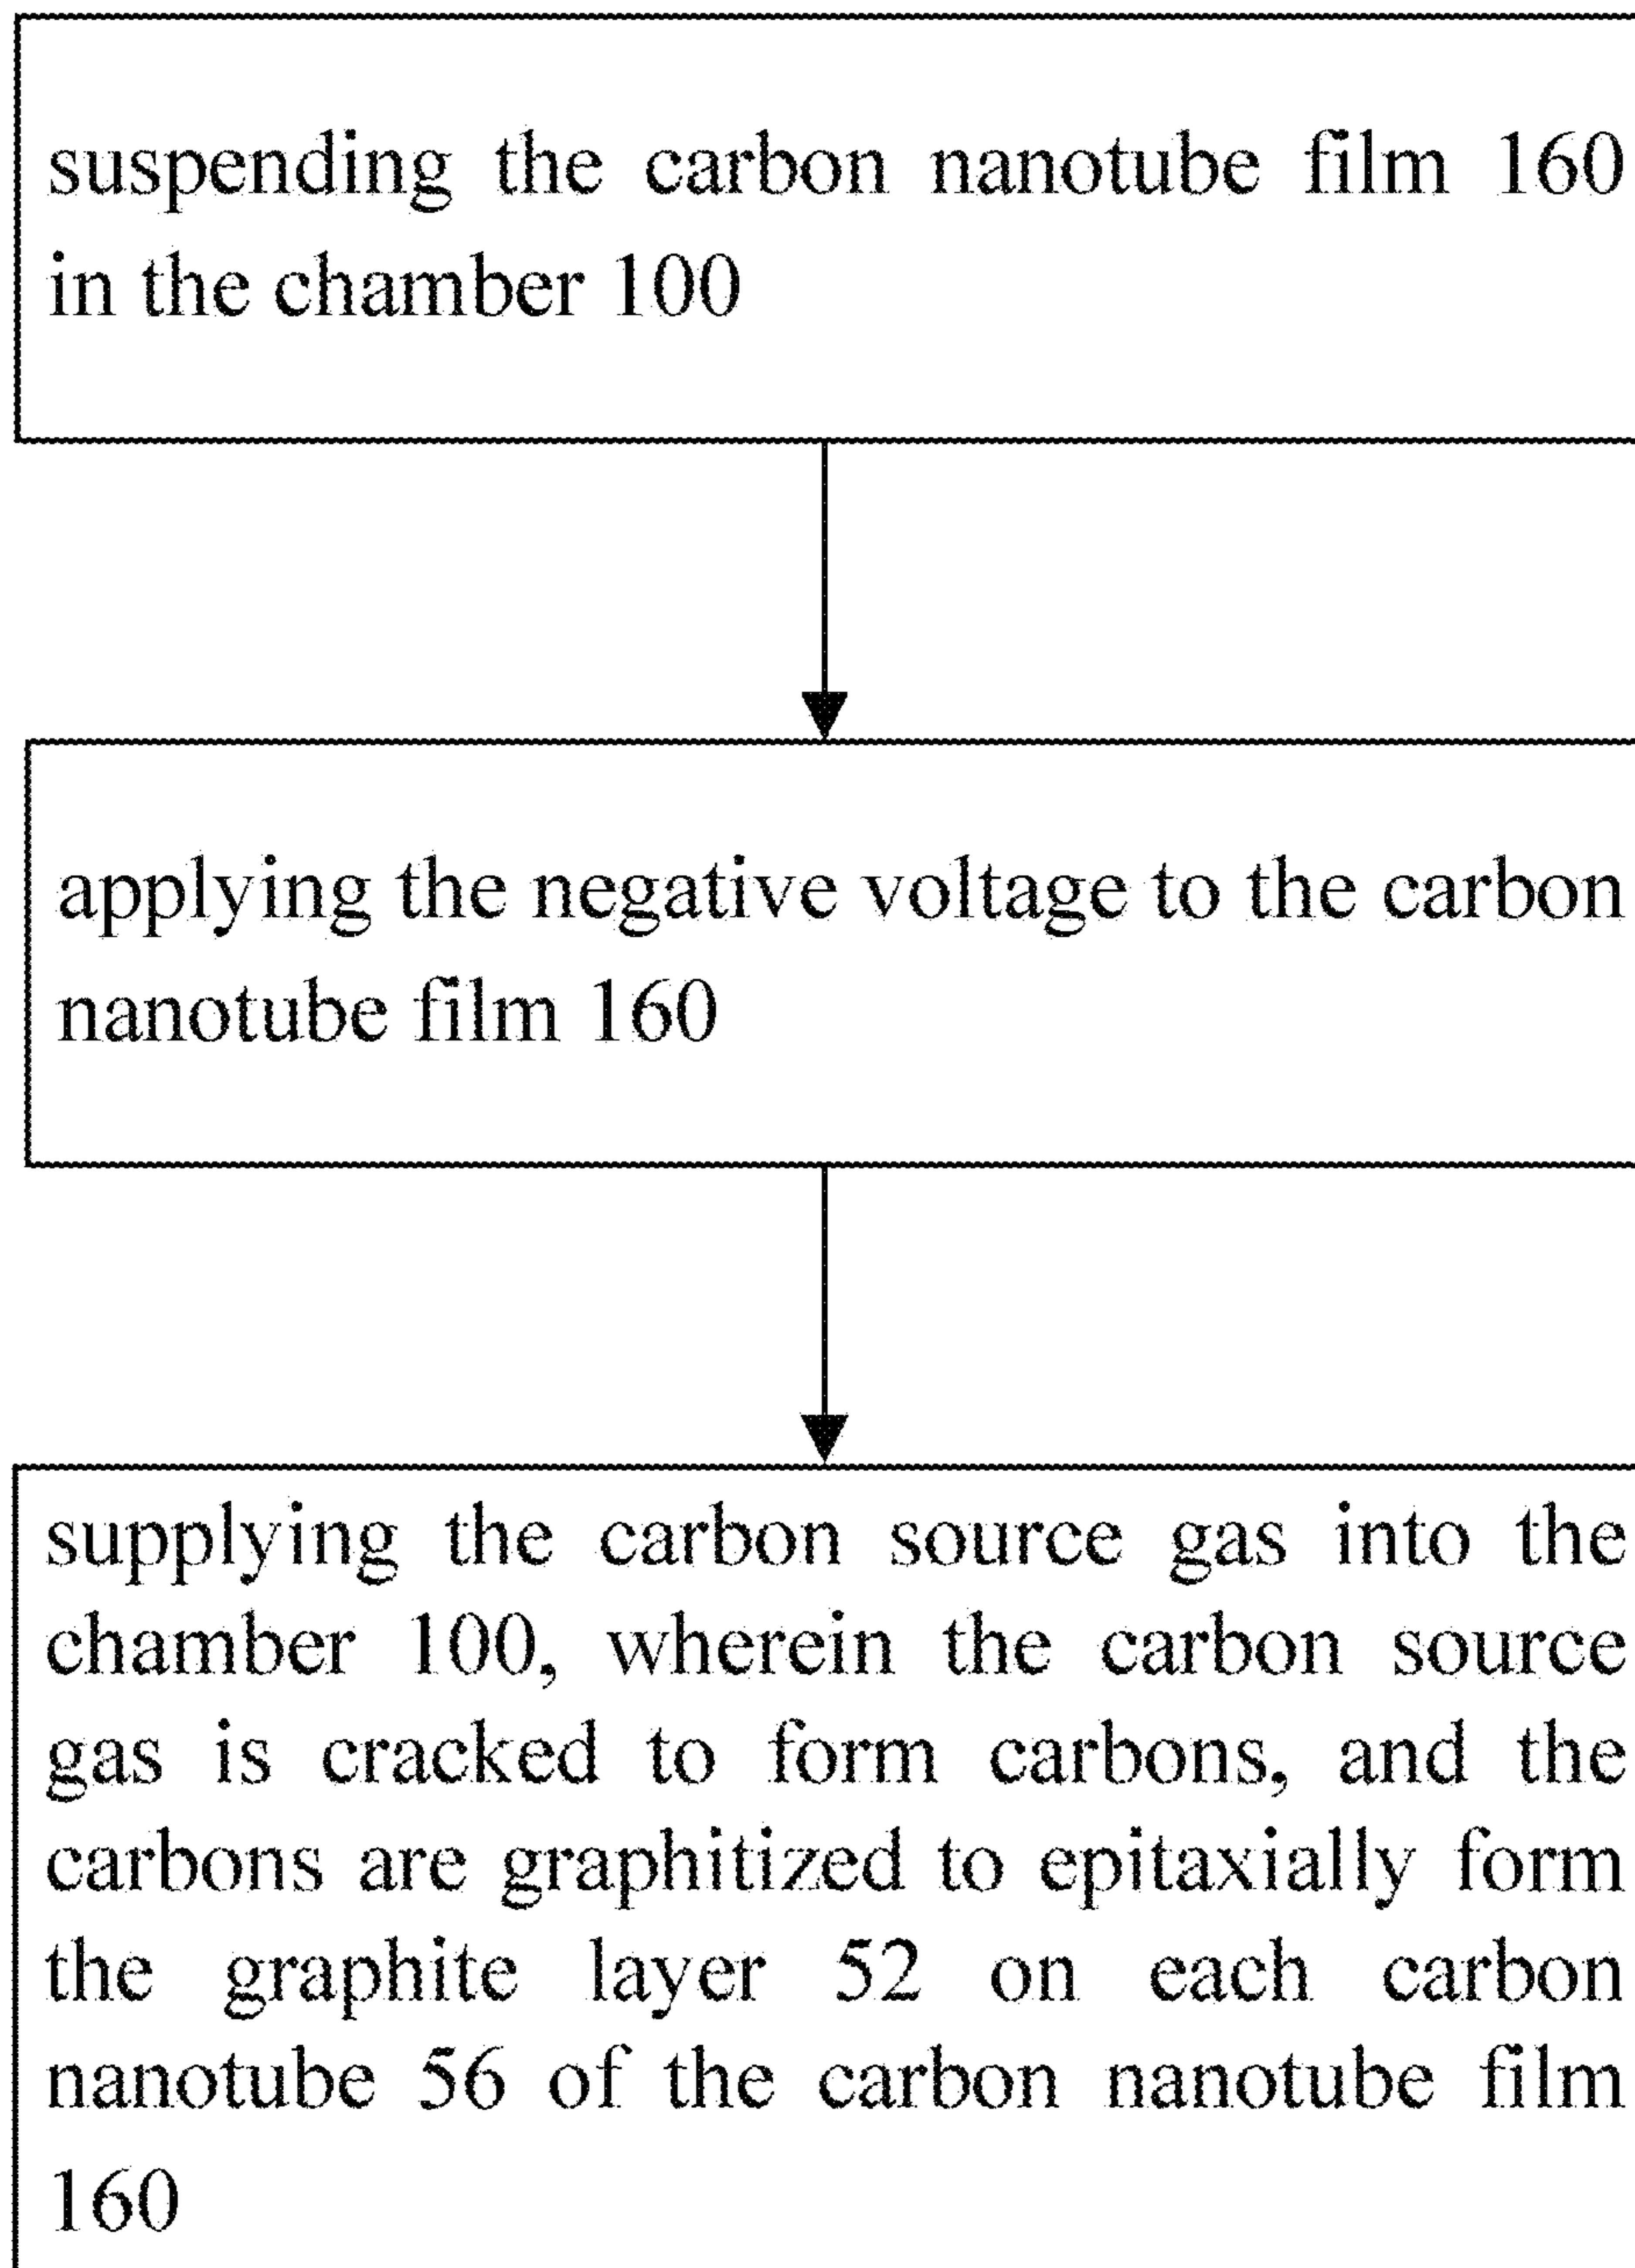 suspending the carbon nanotube film 160
in the chamber 100
applying the negative voltage to the carbon
nanotube film 160
supplying the carbon source gas into the
chamber 100, wherein the carbon source
gas is cracked to form carbons, and the
carbons are graphitized to epitaxially form
the graphite layer 52 on each carbon
nanotube 56 of the carbon nanotube film
160